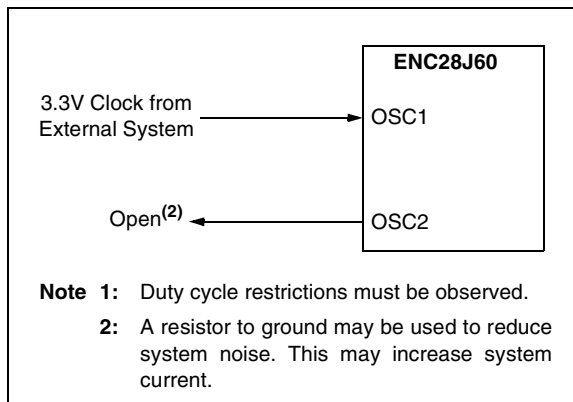 ENC28J60
3.3V Clock from
External System
OSC1
Open(2)
OSC2
Note 1: Duty cycle restrictions must be observed.
2: A resistor to ground may be used to reduce
system noise. This may increase system
current.